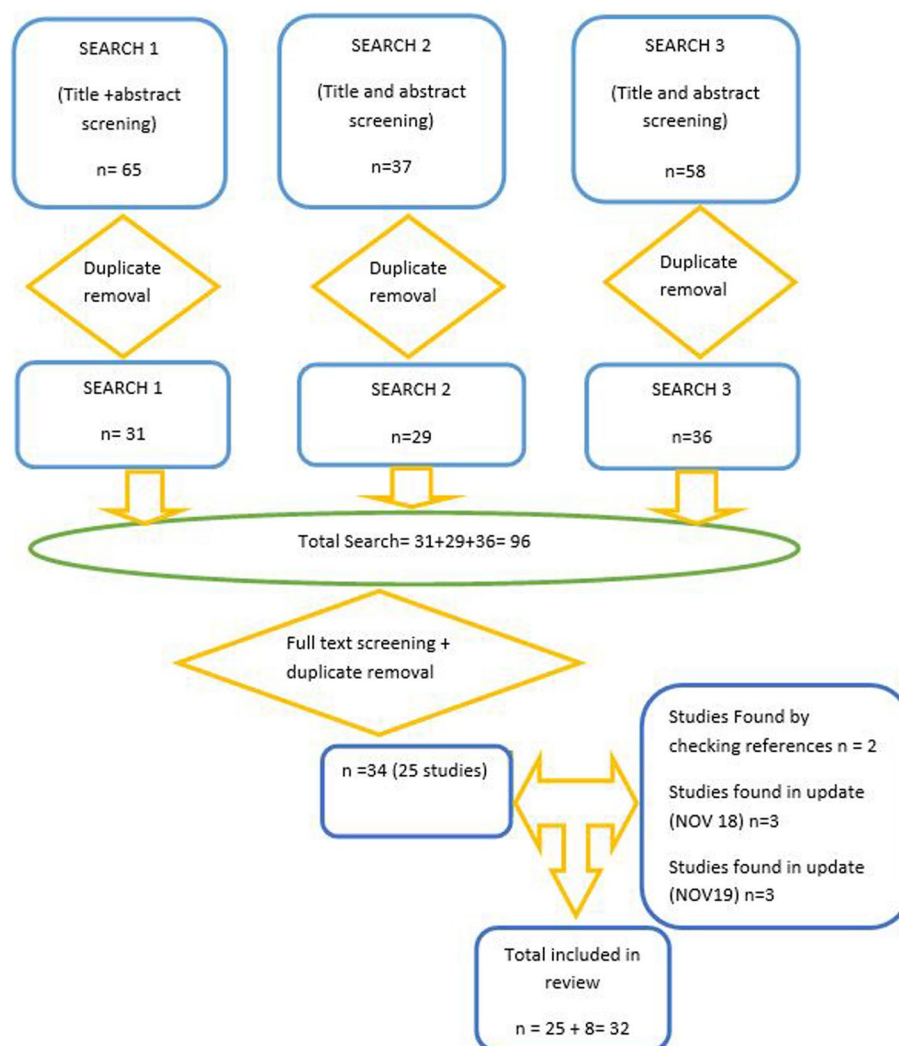 SEARCH 1
(Title +abstract
screning)
n= 65
SEARCH 2
(Title and abstract
screening)
n=37
SEARCH 3
(Title and abstract
screening)
n=58
Duplicate
removal
Duplicate
removal
Duplicate
removal
SEARCH 1
n= 31
SEARCH 2
n=29
SEARCH 3
n=36
Total Search= 31+29+36= 96
Full text screening +
duplicate removal
n =34 (25 studies)
Studies Found by
checking references n = 2
Studies found in update
(NOV 18) n=3
Studies found in update
(NOV19) n=3
Total included in
review
n = 25 + 8= 32